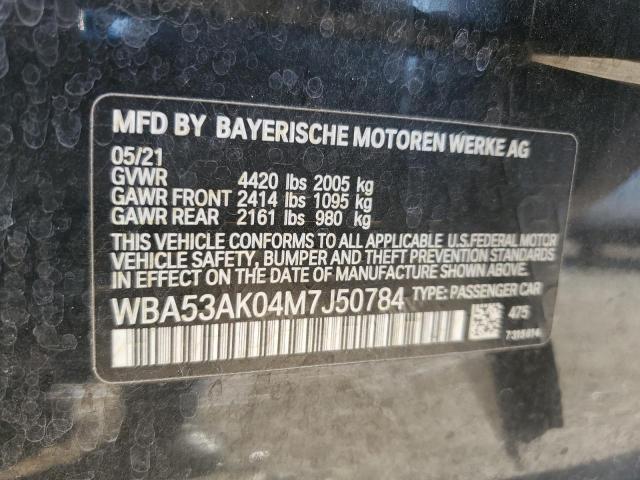 MFD BY BAYERISCHE MOTOREN WERKE AG
05/21
GVWR 4420 lbs 2005 kg
GAWR FRONT 2414 lbs 1095 kg
GAWR REAR 2161 lbs 980 kg
THIS VEHICLE CONFORMS TO ALL APPLICABLE U.S.FEDERAL MOTOR
VEHICLE SAFETY, BUMPER AND THEFT PREVENTION STANDARDS
IN EFFECT ON THE DATE OF MANUFACTURE SHOWN ABOVE.
WBA53AK04M7J50784 TYPE: PASSENGER CAR
475